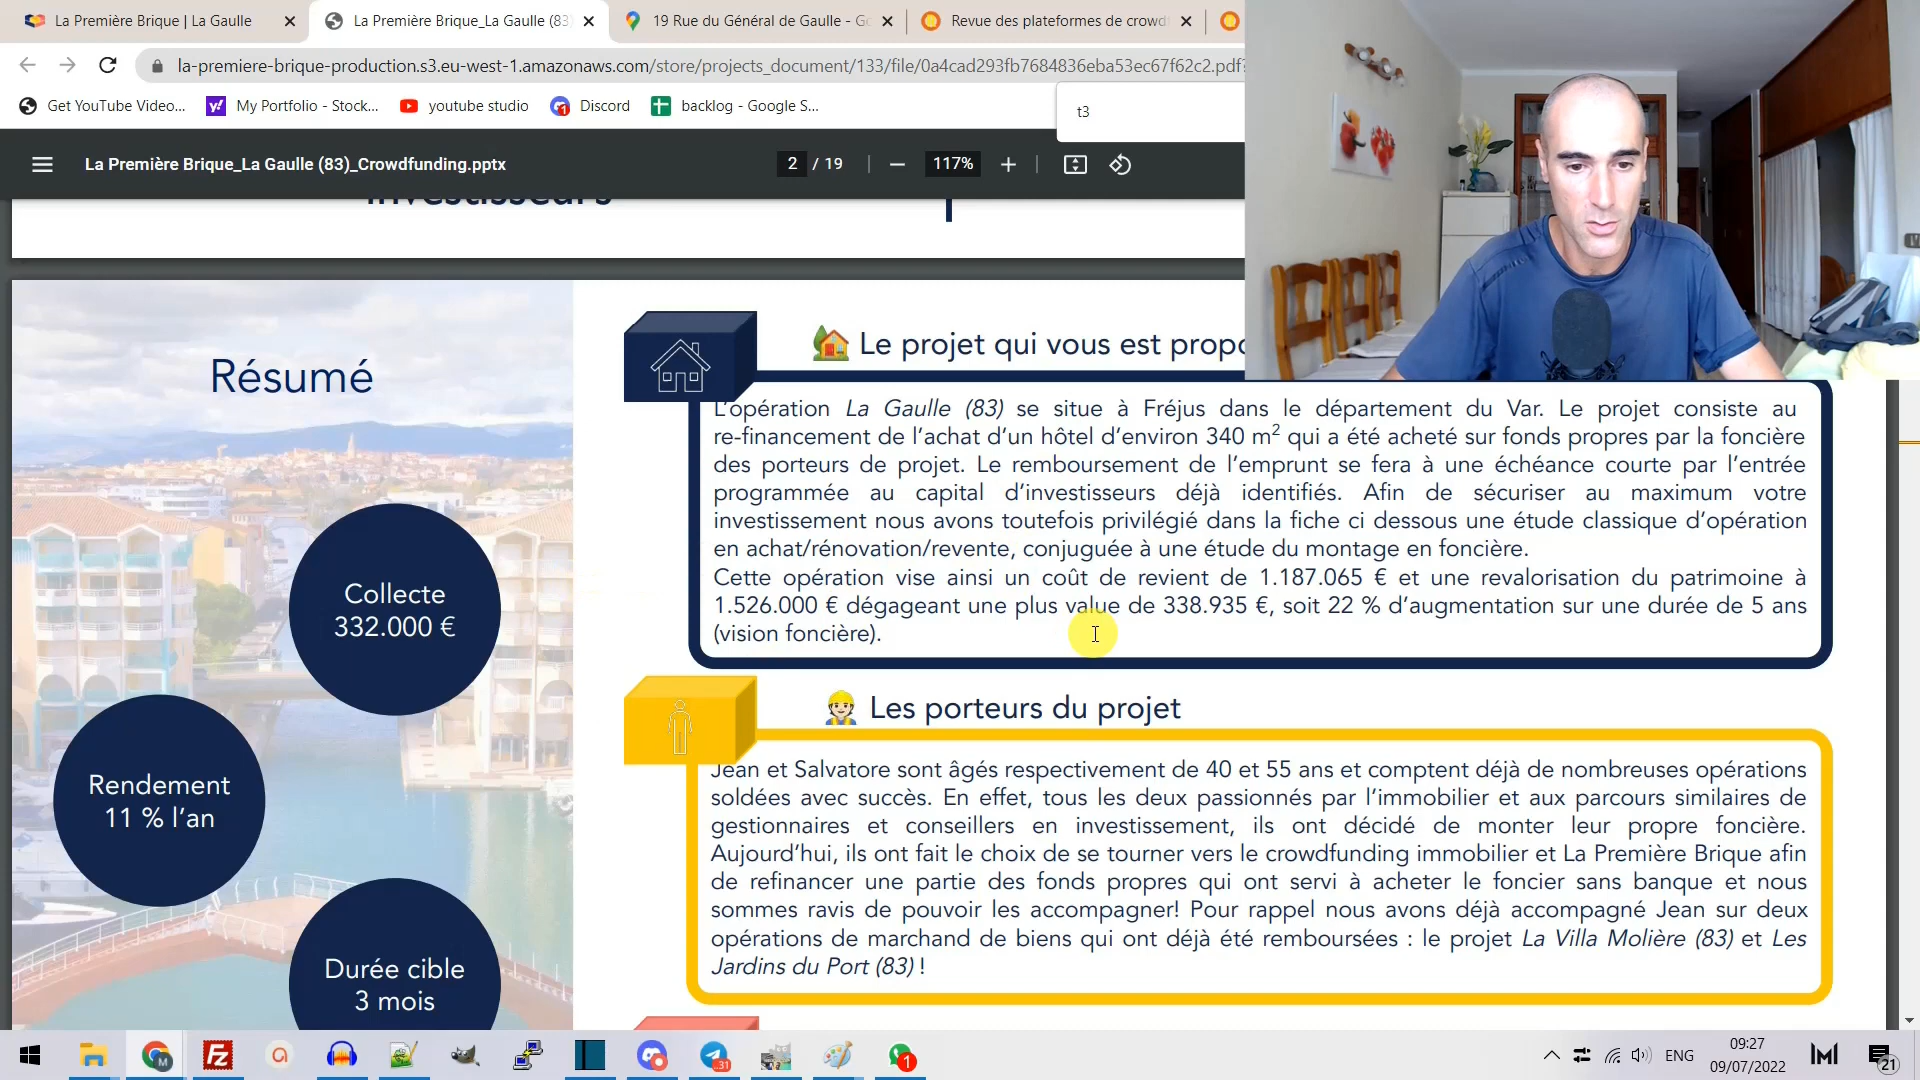 La Première Brique | La Gaulle
La Première Brique_La Gaulle (83
19 Rue du Général de Gaulle - Go
Revue des plateformes de crowd
la-premiere-brique-production.s3.eu-west-1.amazonaws.com/store/projects_document/133/file/0a4cad293fb7684836eba53ec67f62c2.pdf?
Get YouTube Video...
My Portfolio - Stock...
youtube studio
Discord
backlog - Google S...
t3
La Première Brique_La Gaulle (83)_Crowdfunding.pptx
2 / 19
117%
investisseurs
Résumé
Collecte
332.000 €
Rendement
11 % l’an
Durée cible
3 mois
Le projet qui vous est propo
L’opération La Gaulle (83) se situe à Fréjus dans le département du Var. Le projet consiste au
re-financement de l’achat d’un hôtel d’environ 340 m² qui a été acheté sur fonds propres par la foncière
des porteurs de projet. Le remboursement de l’emprunt se fera à une échéance courte par l’entrée
programmée au capital d’investisseurs déjà identifiés. Afin de sécuriser au maximum votre
investissement nous avons toutefois privilégié dans la fiche ci dessous une étude classique d’opération
en achat/rénovation/revente, conjuguée à une étude du montage en foncière.
Cette opération vise ainsi un coût de revient de 1.187.065 € et une revalorisation du patrimoine à
1.526.000 € dégageant une plus value de 338.935 €, soit 22 % d’augmentation sur une durée de 5 ans
(vision foncière).
Les porteurs du projet
Jean et Salvatore sont âgés respectivement de 40 et 55 ans et comptent déjà de nombreuses opérations
soldées avec succès. En effet, tous les deux passionnés par l’immobilier et aux parcours similaires de
gestionnaires et conseillers en investissement, ils ont décidé de monter leur propre foncière.
Aujourd’hui, ils ont fait le choix de se tourner vers le crowdfunding immobilier et La Première Brique afin
de refinancer une partie des fonds propres qui ont servi à acheter le foncier sans banque et nous
sommes ravis de pouvoir les accompagner! Pour rappel nous avons déjà accompagné Jean sur deux
opérations de marchand de biens qui ont déjà été remboursées : le projet La Villa Molière (83) et Les
Jardins du Port (83) !
ENG
09:27
09/07/2022
21